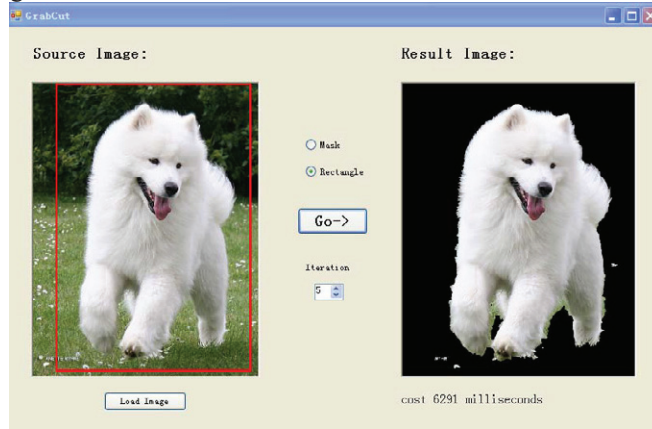 GrabCut
Source Image:
Result Image:
Mask
Rectangle
Go->
Iteration
5
Load Image
cost 6291 milliseconds